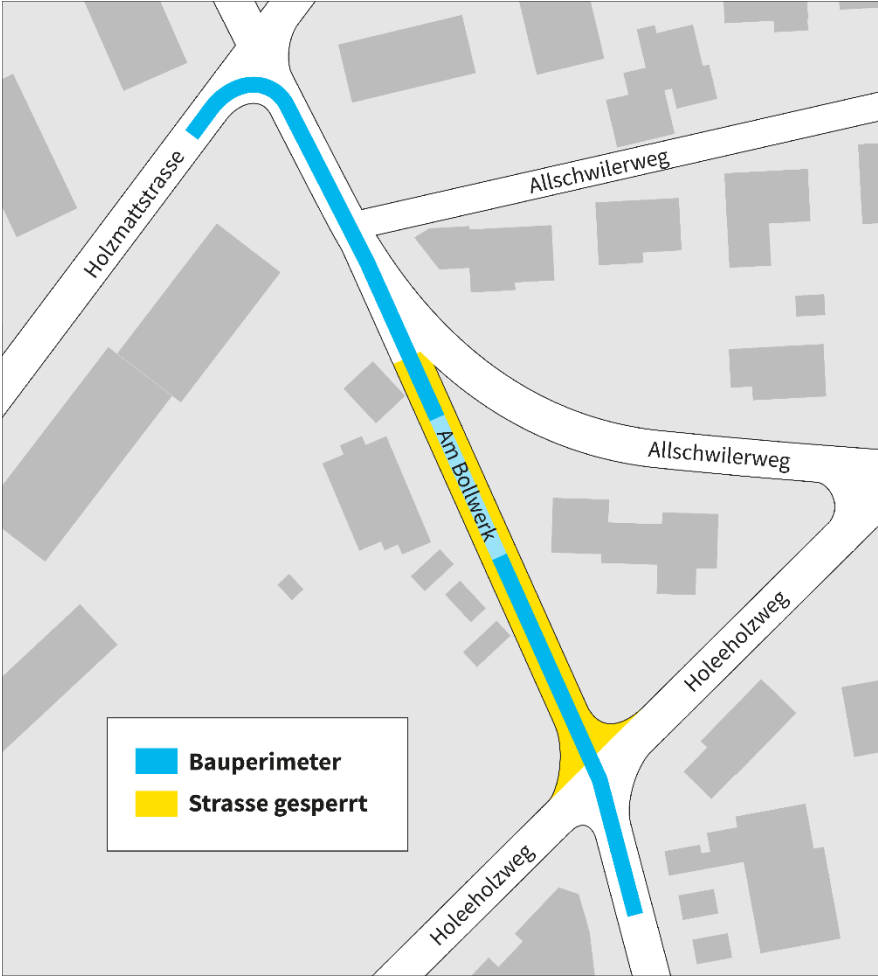 Allschwilerweg
Holzmattstrasse
Allschwilerweg
Am Bollwerk
Holeeholzweg
Bauperimeter
Strasse gesperrt
Holeeholzweg